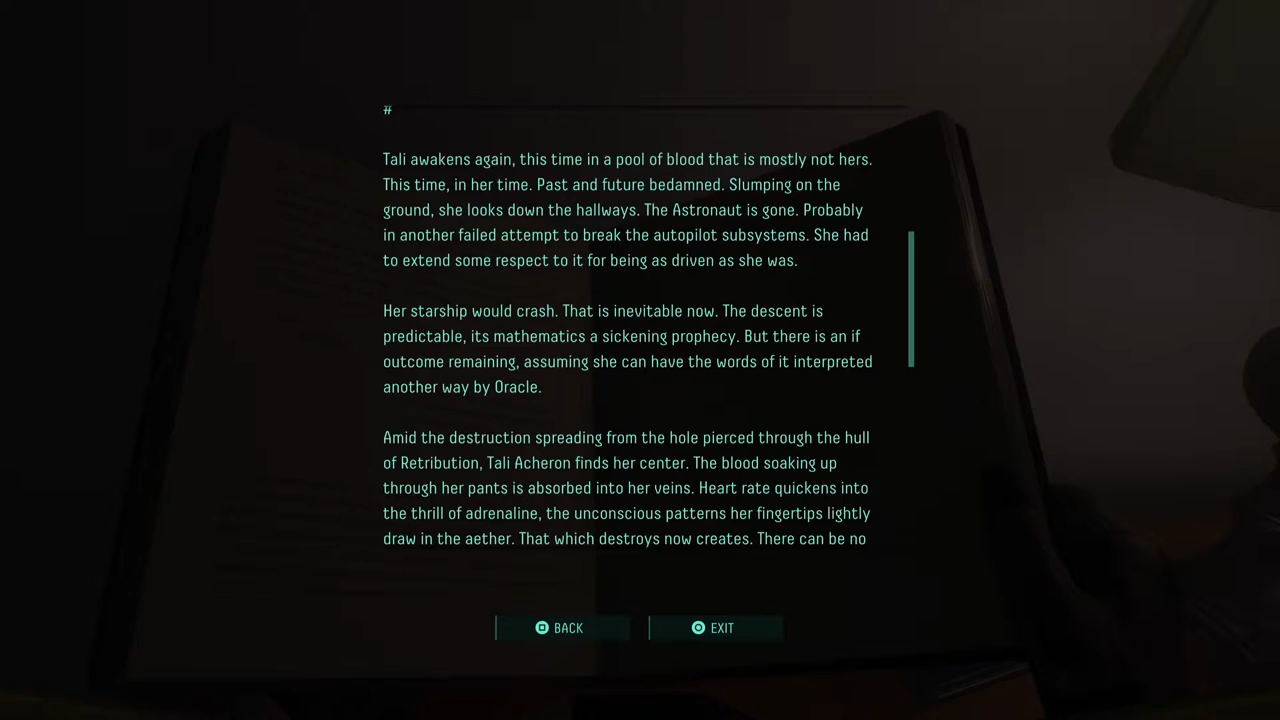 #
Tali awakens again, this time in a pool of blood that is mostly not hers.
This time, in her time. Past and future bedamned. Slumping on the
ground, she looks down the hallways. The Astronaut is gone. Probably
in another failed attempt to break the autopilot subsystems. She had
to extend some respect to it for being as driven as she was.
Her starship would crash. That is inevitable now. The descent is
predictable, its mathematics a sickening prophecy. But there is an if
outcome remaining, assuming she can have the words of it interpreted
another way by Oracle.
Amid the destruction spreading from the hole pierced through the hull
of Retribution, Tali Acheron finds her center. The blood soaking up
through her pants is absorbed into her veins. Heart rate quickens into
the thrill of adrenaline, the unconscious patterns her fingertips lightly
draw in the aether. That which destroys now creates. There can be no
BACK
EXIT